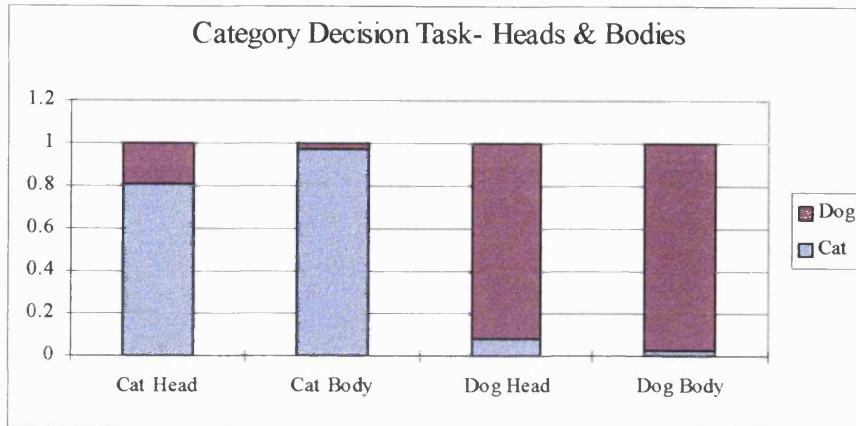 Category Decision Task- Heads & Bodies
1.2
1
0.8
0.6
0.4
0.2
0
Cat Head
Cat Body
Dog Head
Dog Body
Dog
Cat